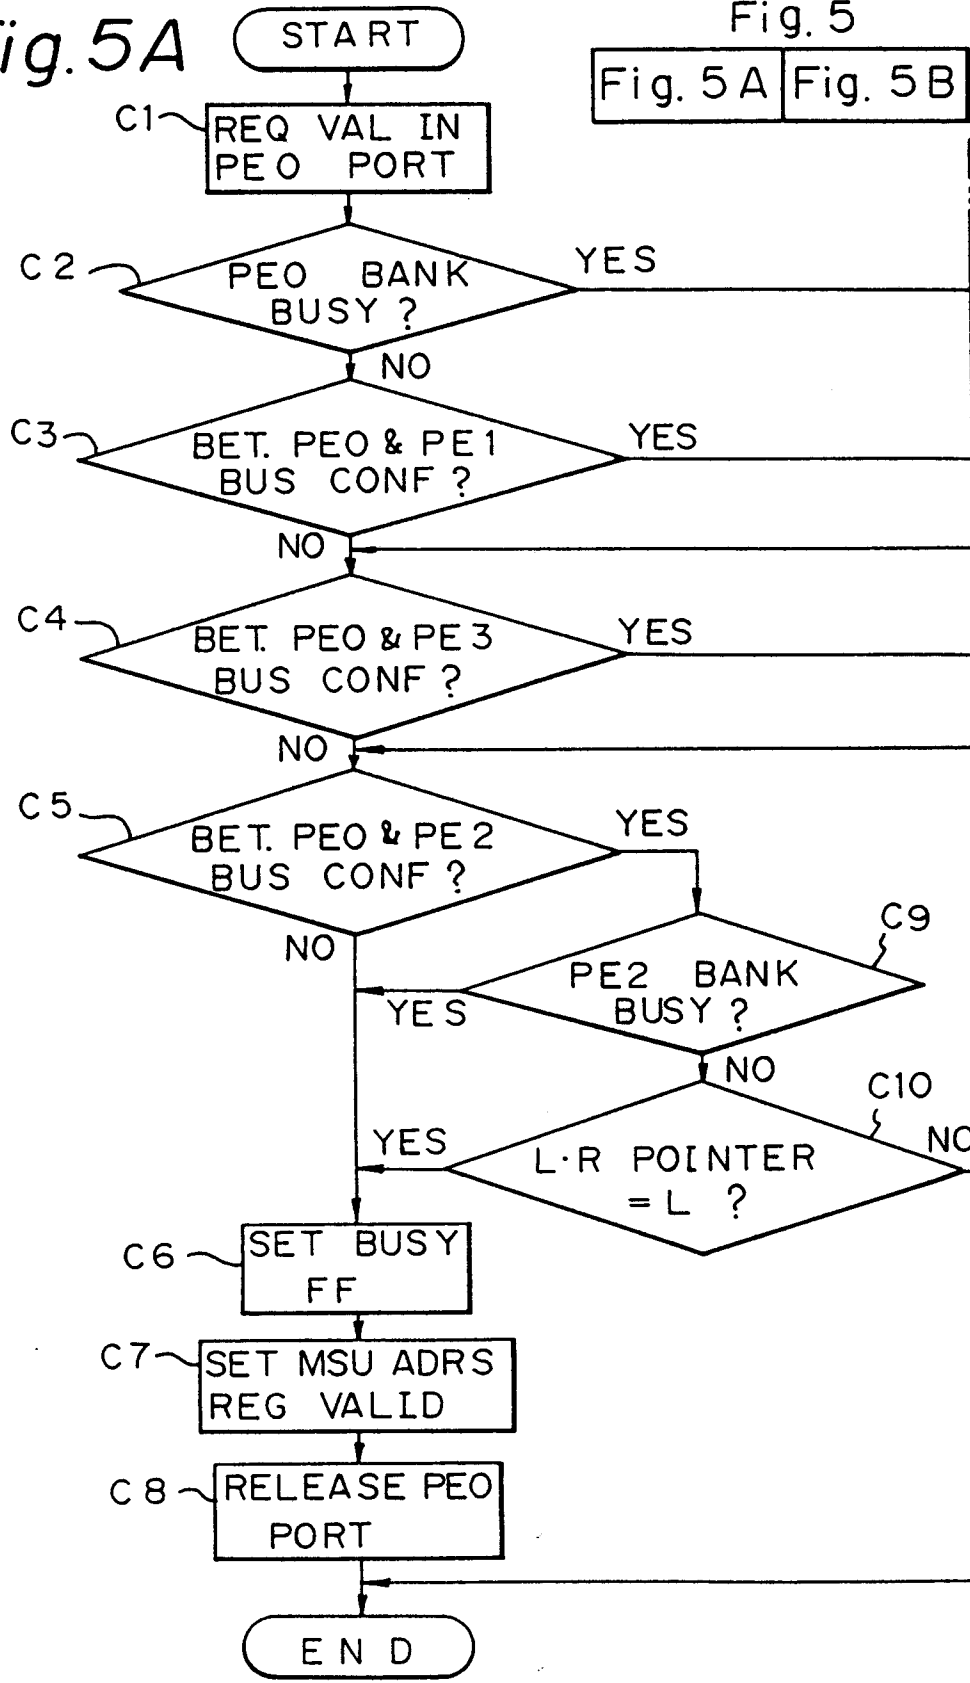 ig. 5A
START
Fig. 5
Fig. 5A Fig. 5B
C1
REQ VAL IN
PE0 PORT
C2
PE0 BANK
BUSY ?
YES
NO
C3
BET. PE0 & PE1
BUS CONF ?
YES
NO
C4
BET. PE0 & PE3
BUS CONF ?
YES
NO
C5
BET. PE0 & PE2
BUS CONF ?
YES
NO
C9
PE2 BANK
BUSY ?
YES
NO
C10
L·R POINTER
= L ?
YES
NO
C6
SET BUSY
FF
C7
SET MSU ADRS
REG VALID
C8
RELEASE PE0
PORT
END